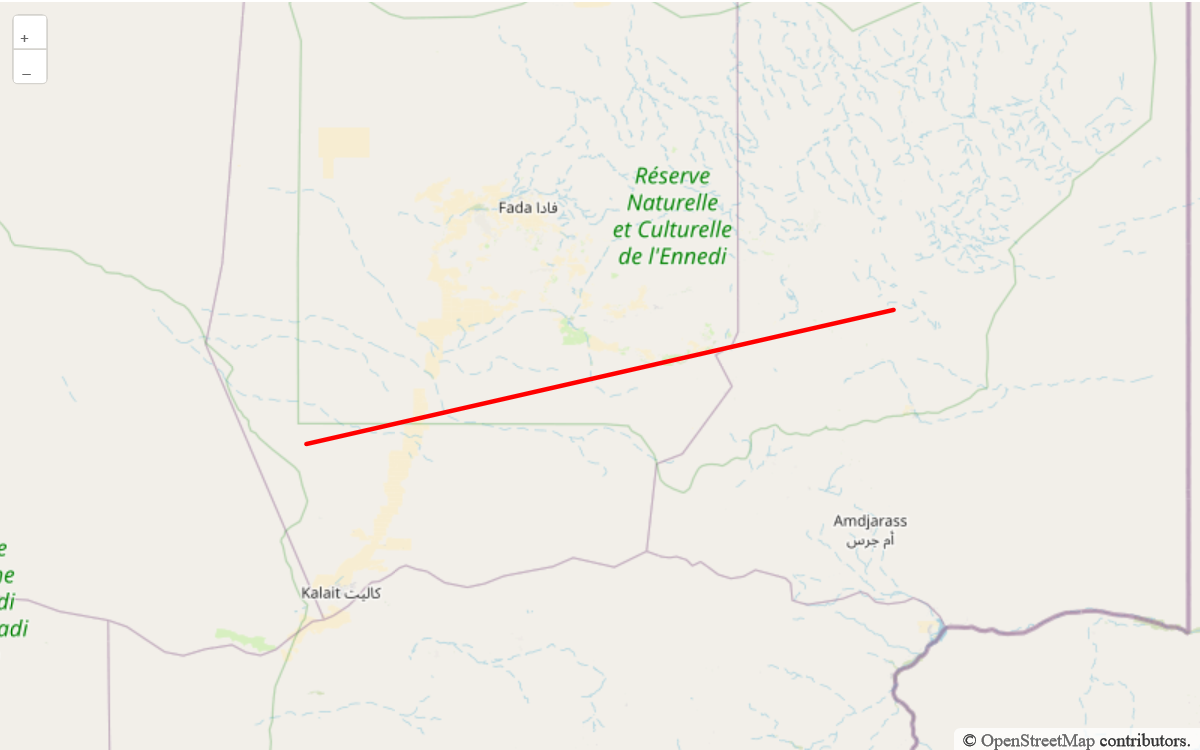 +
–
Réserve
Naturelle
et Culturelle
de l'Ennedi
Fada فادا
Amdjarass
أم جرس
e
ne
di
adi
Kalait كاليت
© OpenStreetMap contributors.